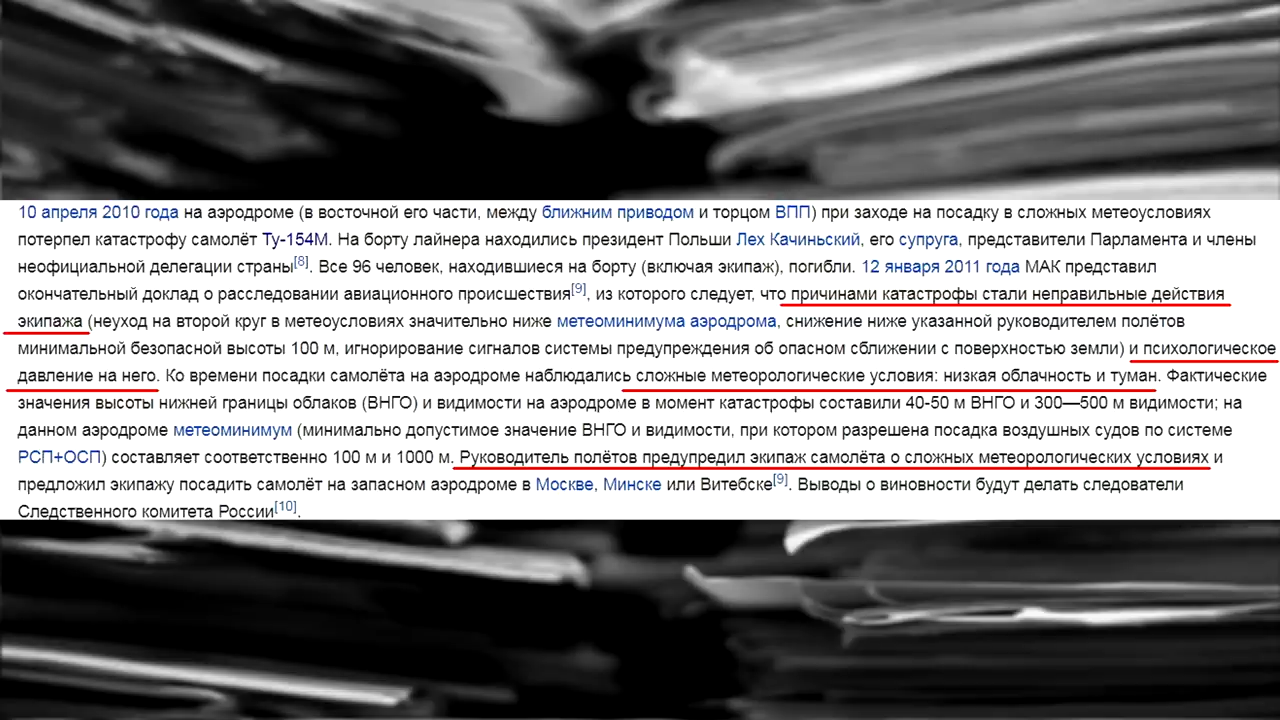 10 апреля 2010 года на аэродроме (в восточной его части, между ближним приводом и торцом ВПП) при заходе на посадку в сложных метеоусловиях
потерпел катастрофу самолёт Ту-154М. На борту лайнера находились президент Польши Лех Качиньский, его супруга, представители Парламента и члены
неофициальной делегации страны[8]. Все 96 человек, находившиеся на борту (включая экипаж), погибли. 12 января 2011 года МАК представил
окончательный доклад о расследовании авиационного происшествия[9], из которого следует, что причинами катастрофы стали неправильные действия
экипажа (неуход на второй круг в метеоусловиях значительно ниже метеоминимума аэродрома, снижение ниже указанной руководителем полётов
минимальной безопасной высоты 100 м, игнорирование сигналов системы предупреждения об опасном сближении с поверхностью земли) и психологическое
давление на него. Ко времени посадки самолёта на аэродроме наблюдались сложные метеорологические условия: низкая облачность и туман. Фактические
значения высоты нижней границы облаков (ВНГО) и видимости на аэродроме в момент катастрофы составили 40-50 м ВНГО и 300—500 м видимости; на
данном аэродроме метеоминимум (минимально допустимое значение ВНГО и видимости, при котором разрешена посадка воздушных судов по системе
РСП+ОСП) составляет соответственно 100 м и 1000 м. Руководитель полётов предупредил экипаж самолёта о сложных метеорологических условиях и
предложил экипажу посадить самолёт на запасном аэродроме в Москве, Минске или Витебске[9]. Выводы о виновности будут делать следователи
Следственного комитета России[10].